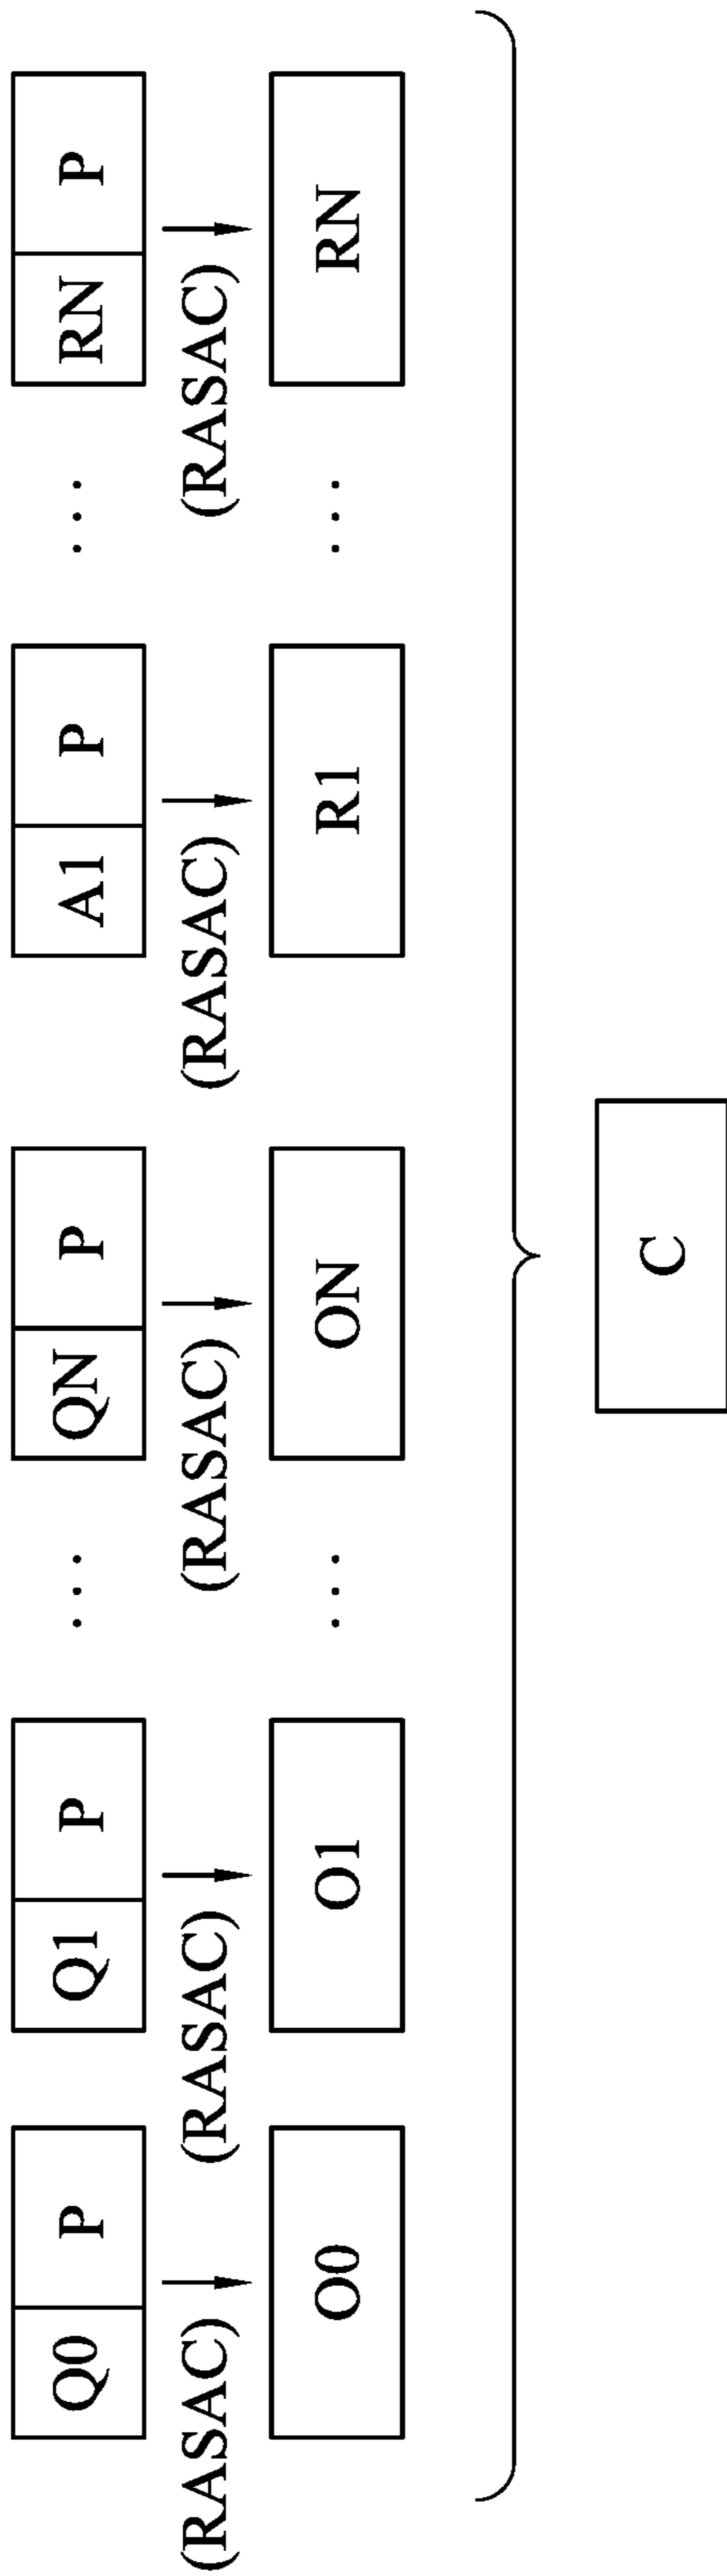 Q0 P Q1 P ... QN P A1 P ... RN P
(RASAC) (RASAC) (RASAC) (RASAC) (RASAC)
O0 O1 ... ON R1 ... RN
C